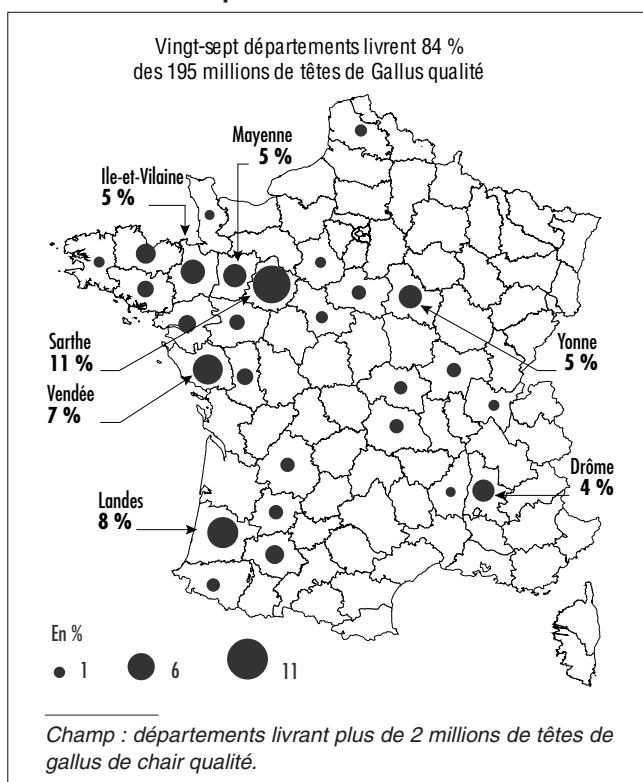 Vingt-sept départements livrent 84 %
des 195 millions de têtes de Gallus qualité
Mayenne
5 %
Ile-et-Vilaine
5 %
Sarthe
11 %
Yonne
5 %
Vendée
7 %
Drôme
4 %
Landes
8 %
En %
1
6
11
Champ : départements livrant plus de 2 millions de têtes de
gallus de chair qualité.